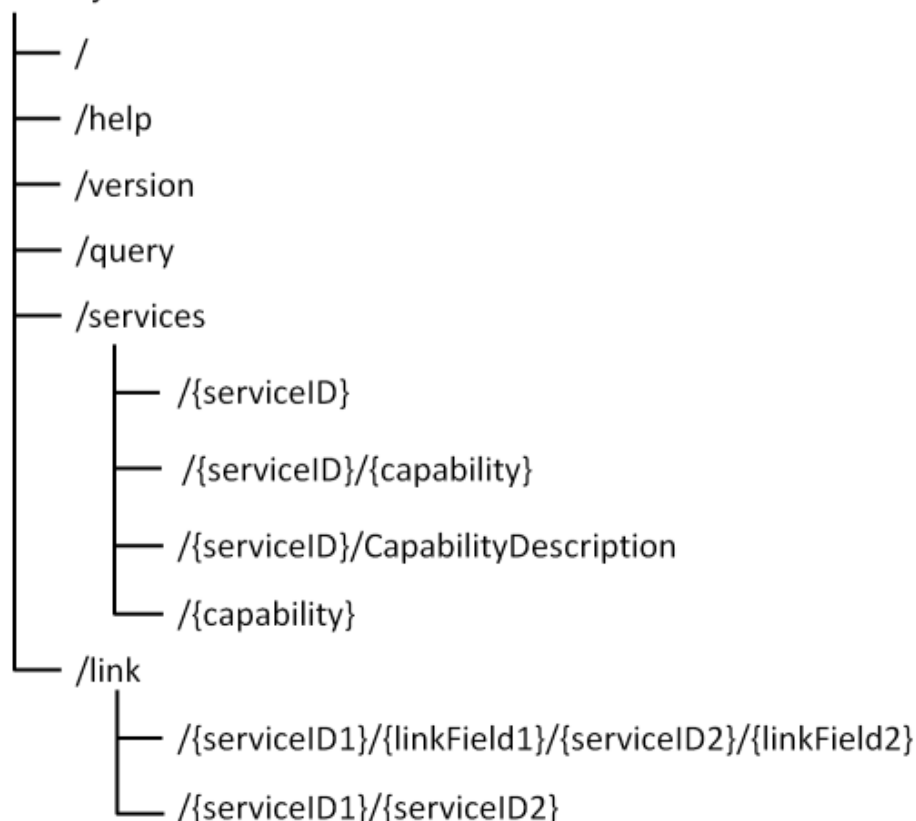 /
/help
/version
/query
/services
/{serviceID}
/{serviceID}/{capability}
/{serviceID}/CapabilityDescription
/{capability}
/link
/{serviceID1}/{linkField1}/{serviceID2}/{linkField2}
/{serviceID1}/{serviceID2}